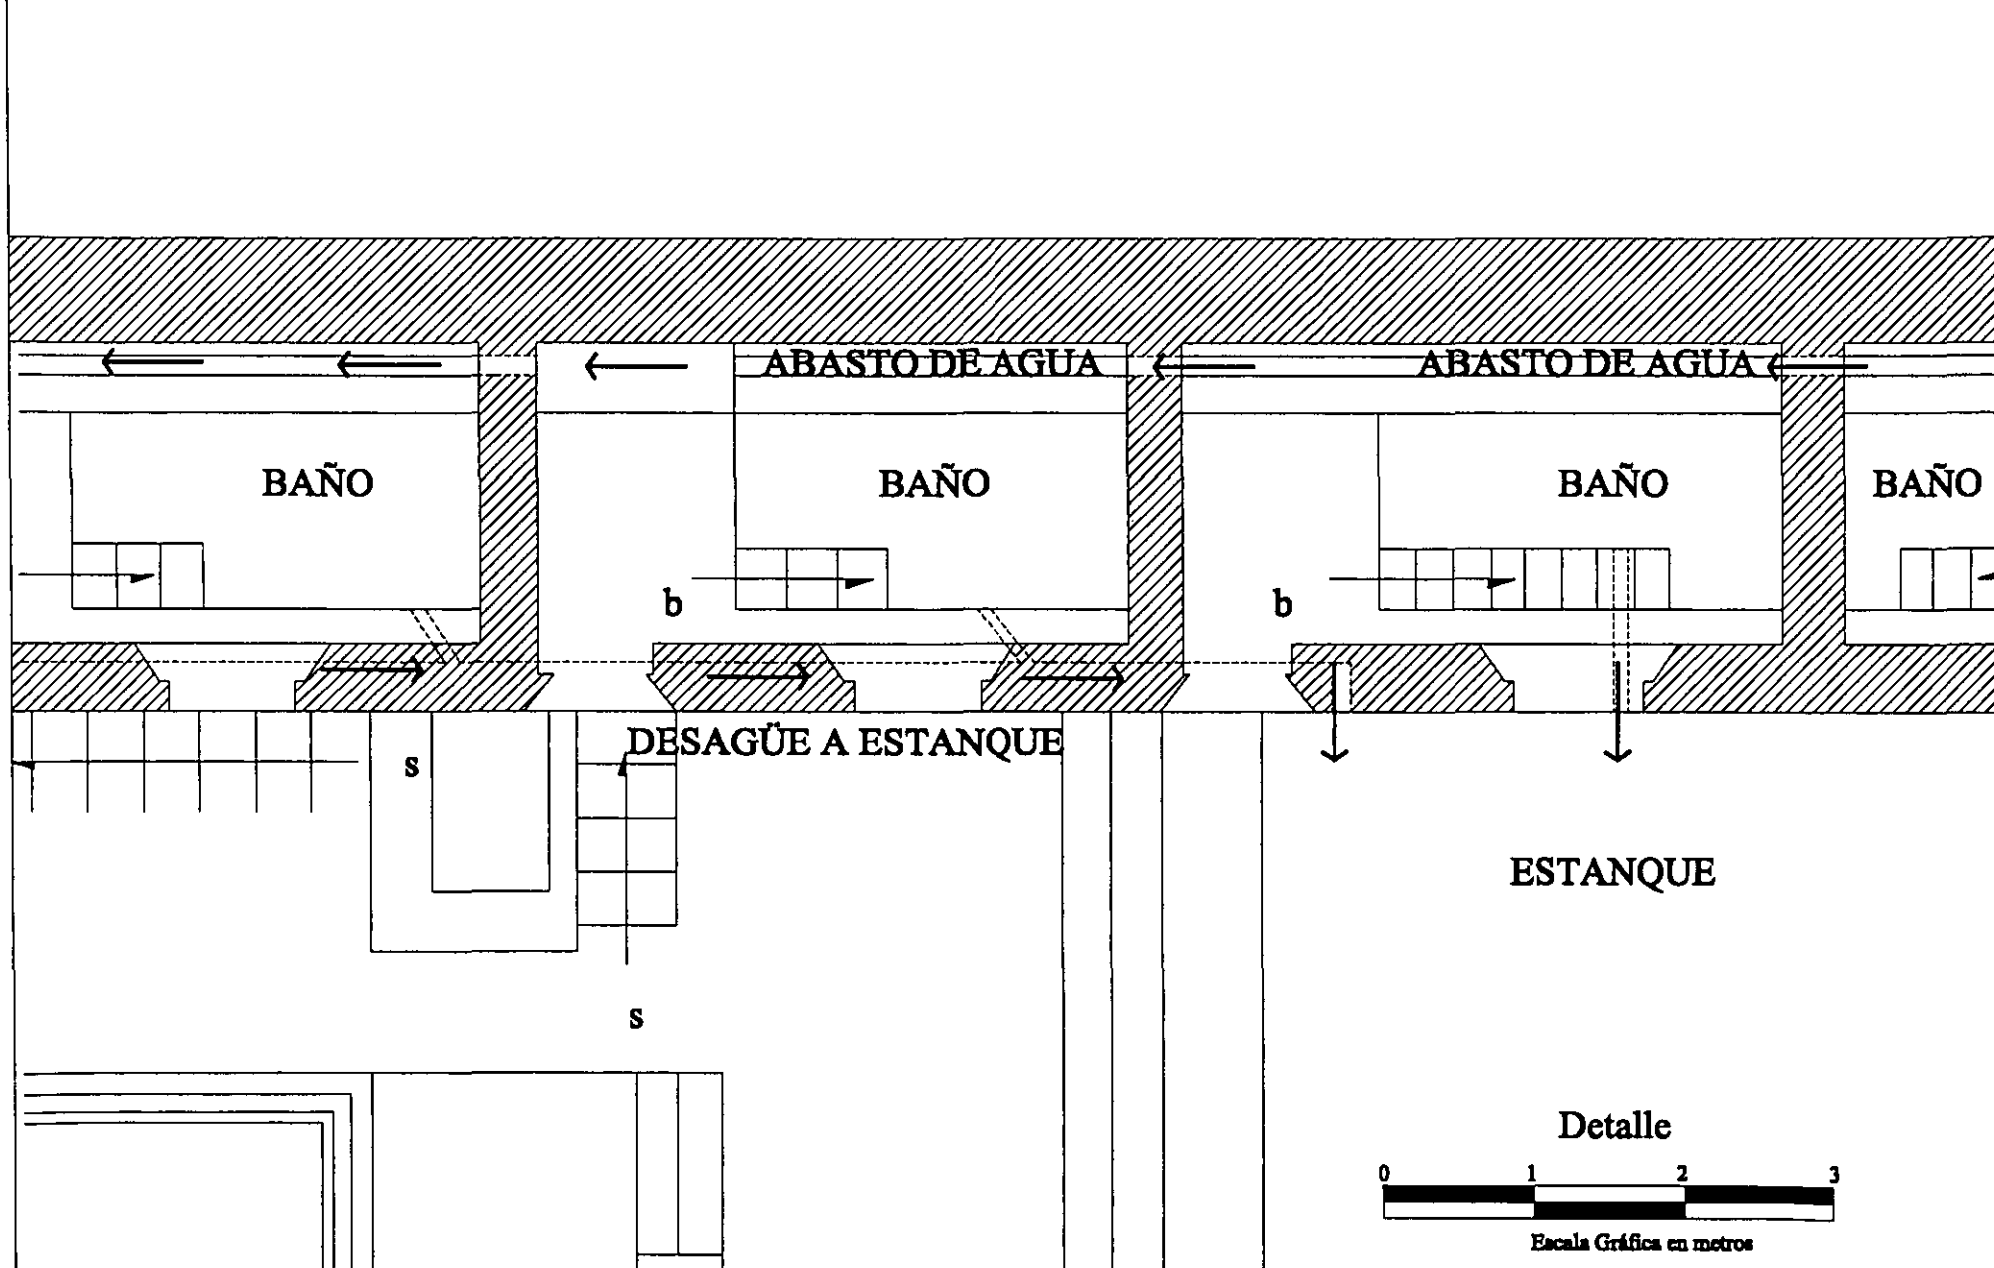 ABASTO DE AGUA
ABASTO DE AGUA
BAÑO
BAÑO
BAÑO
BAÑO
b
b
DESAGÜE A ESTANQUE
s
ESTANQUE
s
Detalle
0 1 2 3
Escala Gráfica en metros